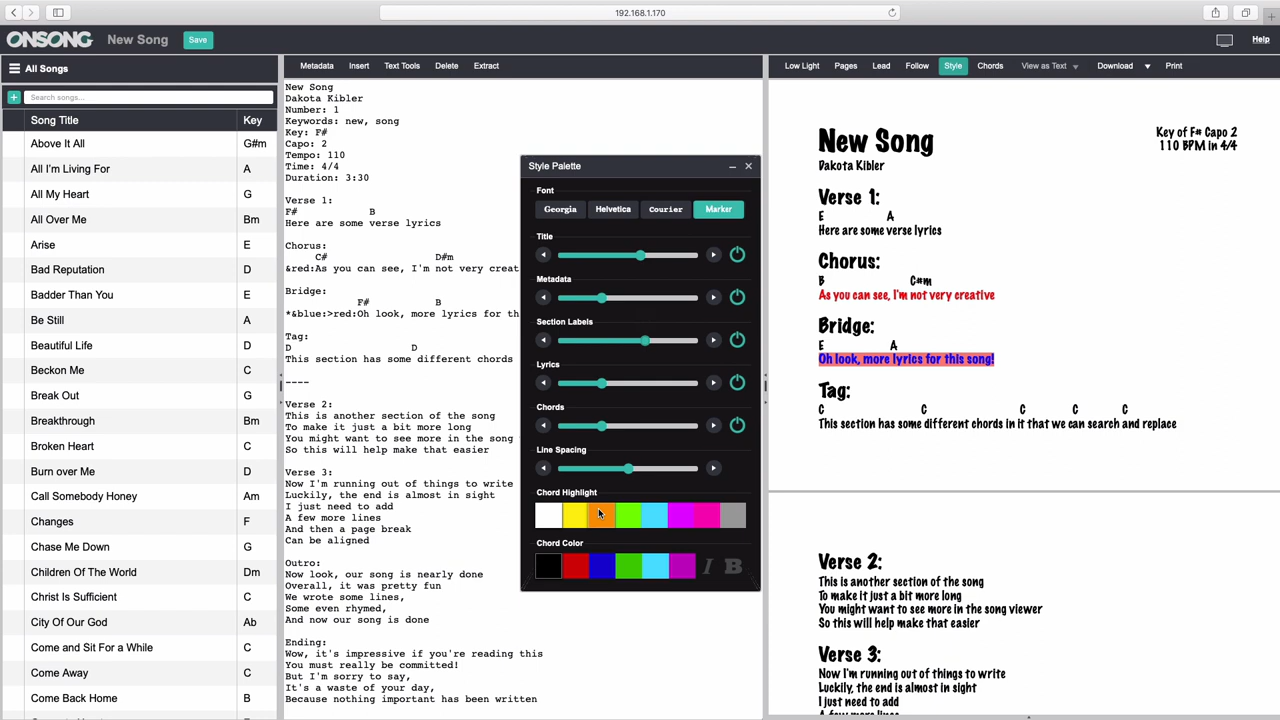 192.168.1.170
ONSONG New Song Save Help
All Songs
Search songs...
Song Title Key
Above It All G#m
All I'm Living For A
All My Heart G
All Over Me Bm
Arise E
Bad Reputation D
Badder Than You E
Be Still A
Beautiful Life D
Beckon Me C
Break Out G
Breakthrough Bm
Broken Heart C
Burn over Me D
Call Somebody Honey Am
Changes F
Chase Me Down G
Children Of The World Dm
Christ Is Sufficient C
City Of Our God Ab
Come and Sit For a While C
Come Away C
Come Back Home B
Metadata Insert Text Tools Delete Extract
New Song
Dakota Kibler
Number: 1
Keywords: new, song
Key: F#
Capo: 2
Tempo: 110
Time: 4/4
Duration: 3:30
Verse 1:
F# B
Here are some verse lyrics
Chorus:
C# D#m
&red:As you can see, I'm not very creat
Bridge:
F# B
*&blue:>red:Oh look, more lyrics for th
Tag:
D D
This section has some different chords
----
Verse 2:
This is another section of the song
To make it just a bit more long
You might want to see more in the song
So this will help make that easier
Verse 3:
Now I'm running out of things to write
Luckily, the end is almost in sight
I just need to add
A few more lines
And then a page break
Can be aligned
Outro:
Now look, our song is nearly done
Overall, it was pretty fun
We wrote some lines,
Some even rhymed,
And now our song is done
Ending:
Wow, it's impressive if you're reading this
You must really be committed!
But I'm sorry to say,
It's a waste of your day,
Because nothing important has been written
Style Palette
Font
Georgia Helvetica Courier Marker
Title
Metadata
Section Labels
Lyrics
Chords
Line Spacing
Chord Highlight
Chord Color
I B
Low Light Pages Lead Follow Style Chords View as Text Download Print
New Song
Key of F# Capo 2
Dakota Kibler
110 BPM in 4/4
Verse 1:
E A
Here are some verse lyrics
Chorus:
B C#m
As you can see, I'm not very creative
Bridge:
E A
Oh look, more lyrics for this song!
Tag:
C C C C C
This section has some different chords in it that we can search and replace
Verse 2:
This is another section of the song
To make it just a bit more long
You might want to see more in the song viewer
So this will help make that easier
Verse 3:
Now I'm running out of things to write
Luckily, the end is almost in sight
I just need to add
A few more lines